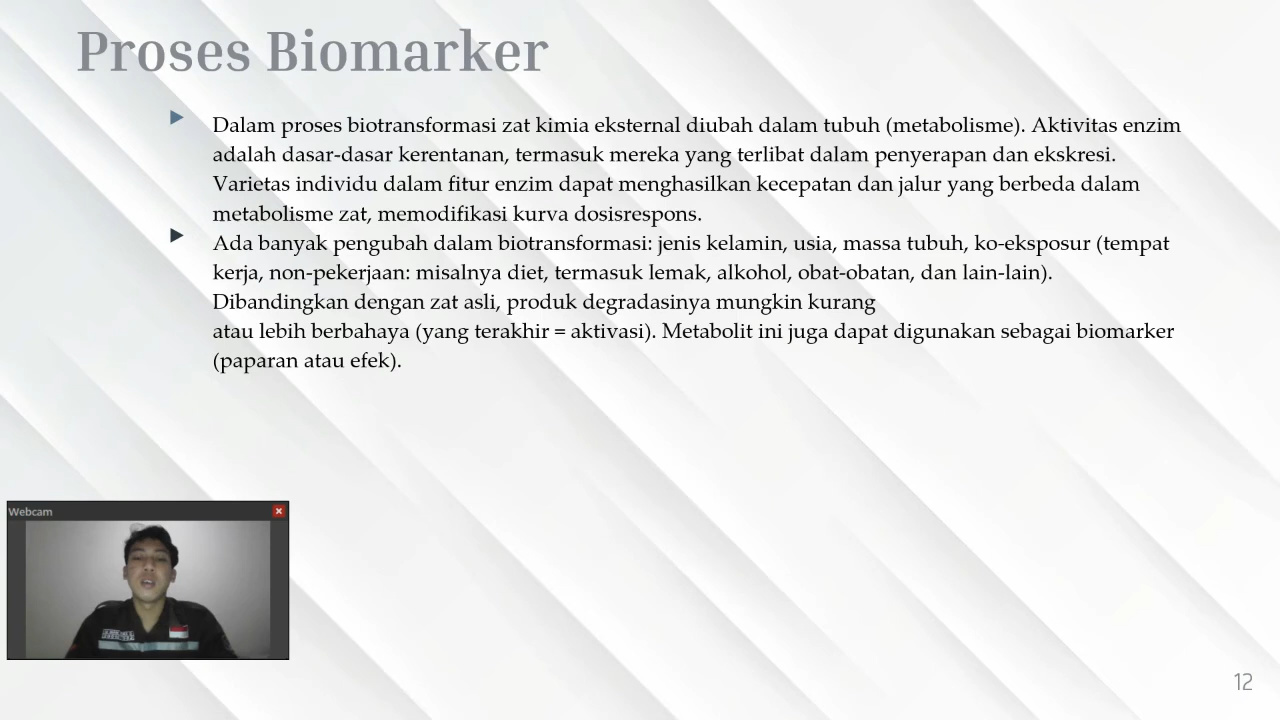 Proses Biomarker
Dalam proses biotransformasi zat kimia eksternal diubah dalam tubuh (metabolisme). Aktivitas enzim
adalah dasar-dasar kerentanan, termasuk mereka yang terlibat dalam penyerapan dan ekskresi.
Varietas individu dalam fitur enzim dapat menghasilkan kecepatan dan jalur yang berbeda dalam
metabolisme zat, memodifikasi kurva dosisrespons.
Ada banyak pengubah dalam biotransformasi: jenis kelamin, usia, massa tubuh, ko-eksposur (tempat
kerja, non-pekerjaan: misalnya diet, termasuk lemak, alkohol, obat-obatan, dan lain-lain).
Dibandingkan dengan zat asli, produk degradasinya mungkin kurang
atau lebih berbahaya (yang terakhir = aktivasi). Metabolit ini juga dapat digunakan sebagai biomarker
(paparan atau efek).
Webcam
12